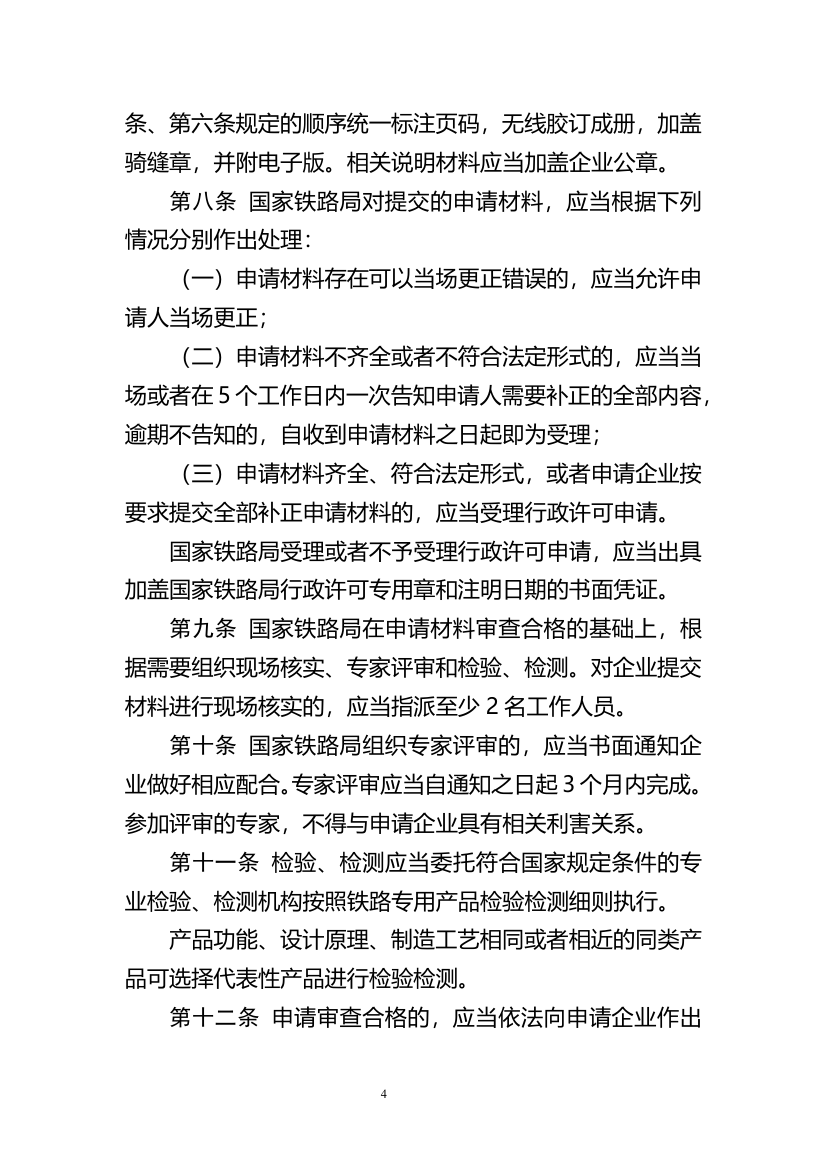 条、第六条规定的顺序统一标注页码，无线胶订成册，加盖
骑缝章，并附电子版。相关说明材料应当加盖企业公章。
第八条 国家铁路局对提交的申请材料，应当根据下列
情况分别作出处理：
（一）申请材料存在可以当场更正错误的，应当允许申
请人当场更正；
（二）申请材料不齐全或者不符合法定形式的，应当当
场或者在 5 个工作日内一次告知申请人需要补正的全部内容，
逾期不告知的，自收到申请材料之日起即为受理；
（三）申请材料齐全、符合法定形式，或者申请企业按
要求提交全部补正申请材料的，应当受理行政许可申请。
国家铁路局受理或者不予受理行政许可申请，应当出具
加盖国家铁路局行政许可专用章和注明日期的书面凭证。
第九条 国家铁路局在申请材料审查合格的基础上，根
据需要组织现场核实、专家评审和检验、检测。对企业提交
材料进行现场核实的，应当指派至少 2 名工作人员。
第十条 国家铁路局组织专家评审的，应当书面通知企
业做好相应配合。专家评审应当自通知之日起 3 个月内完成。
参加评审的专家，不得与申请企业具有相关利害关系。
第十一条 检验、检测应当委托符合国家规定条件的专
业检验、检测机构按照铁路专用产品检验检测细则执行。
产品功能、设计原理、制造工艺相同或者相近的同类产
品可选择代表性产品进行检验检测。
第十二条 申请审查合格的，应当依法向申请企业作出
4